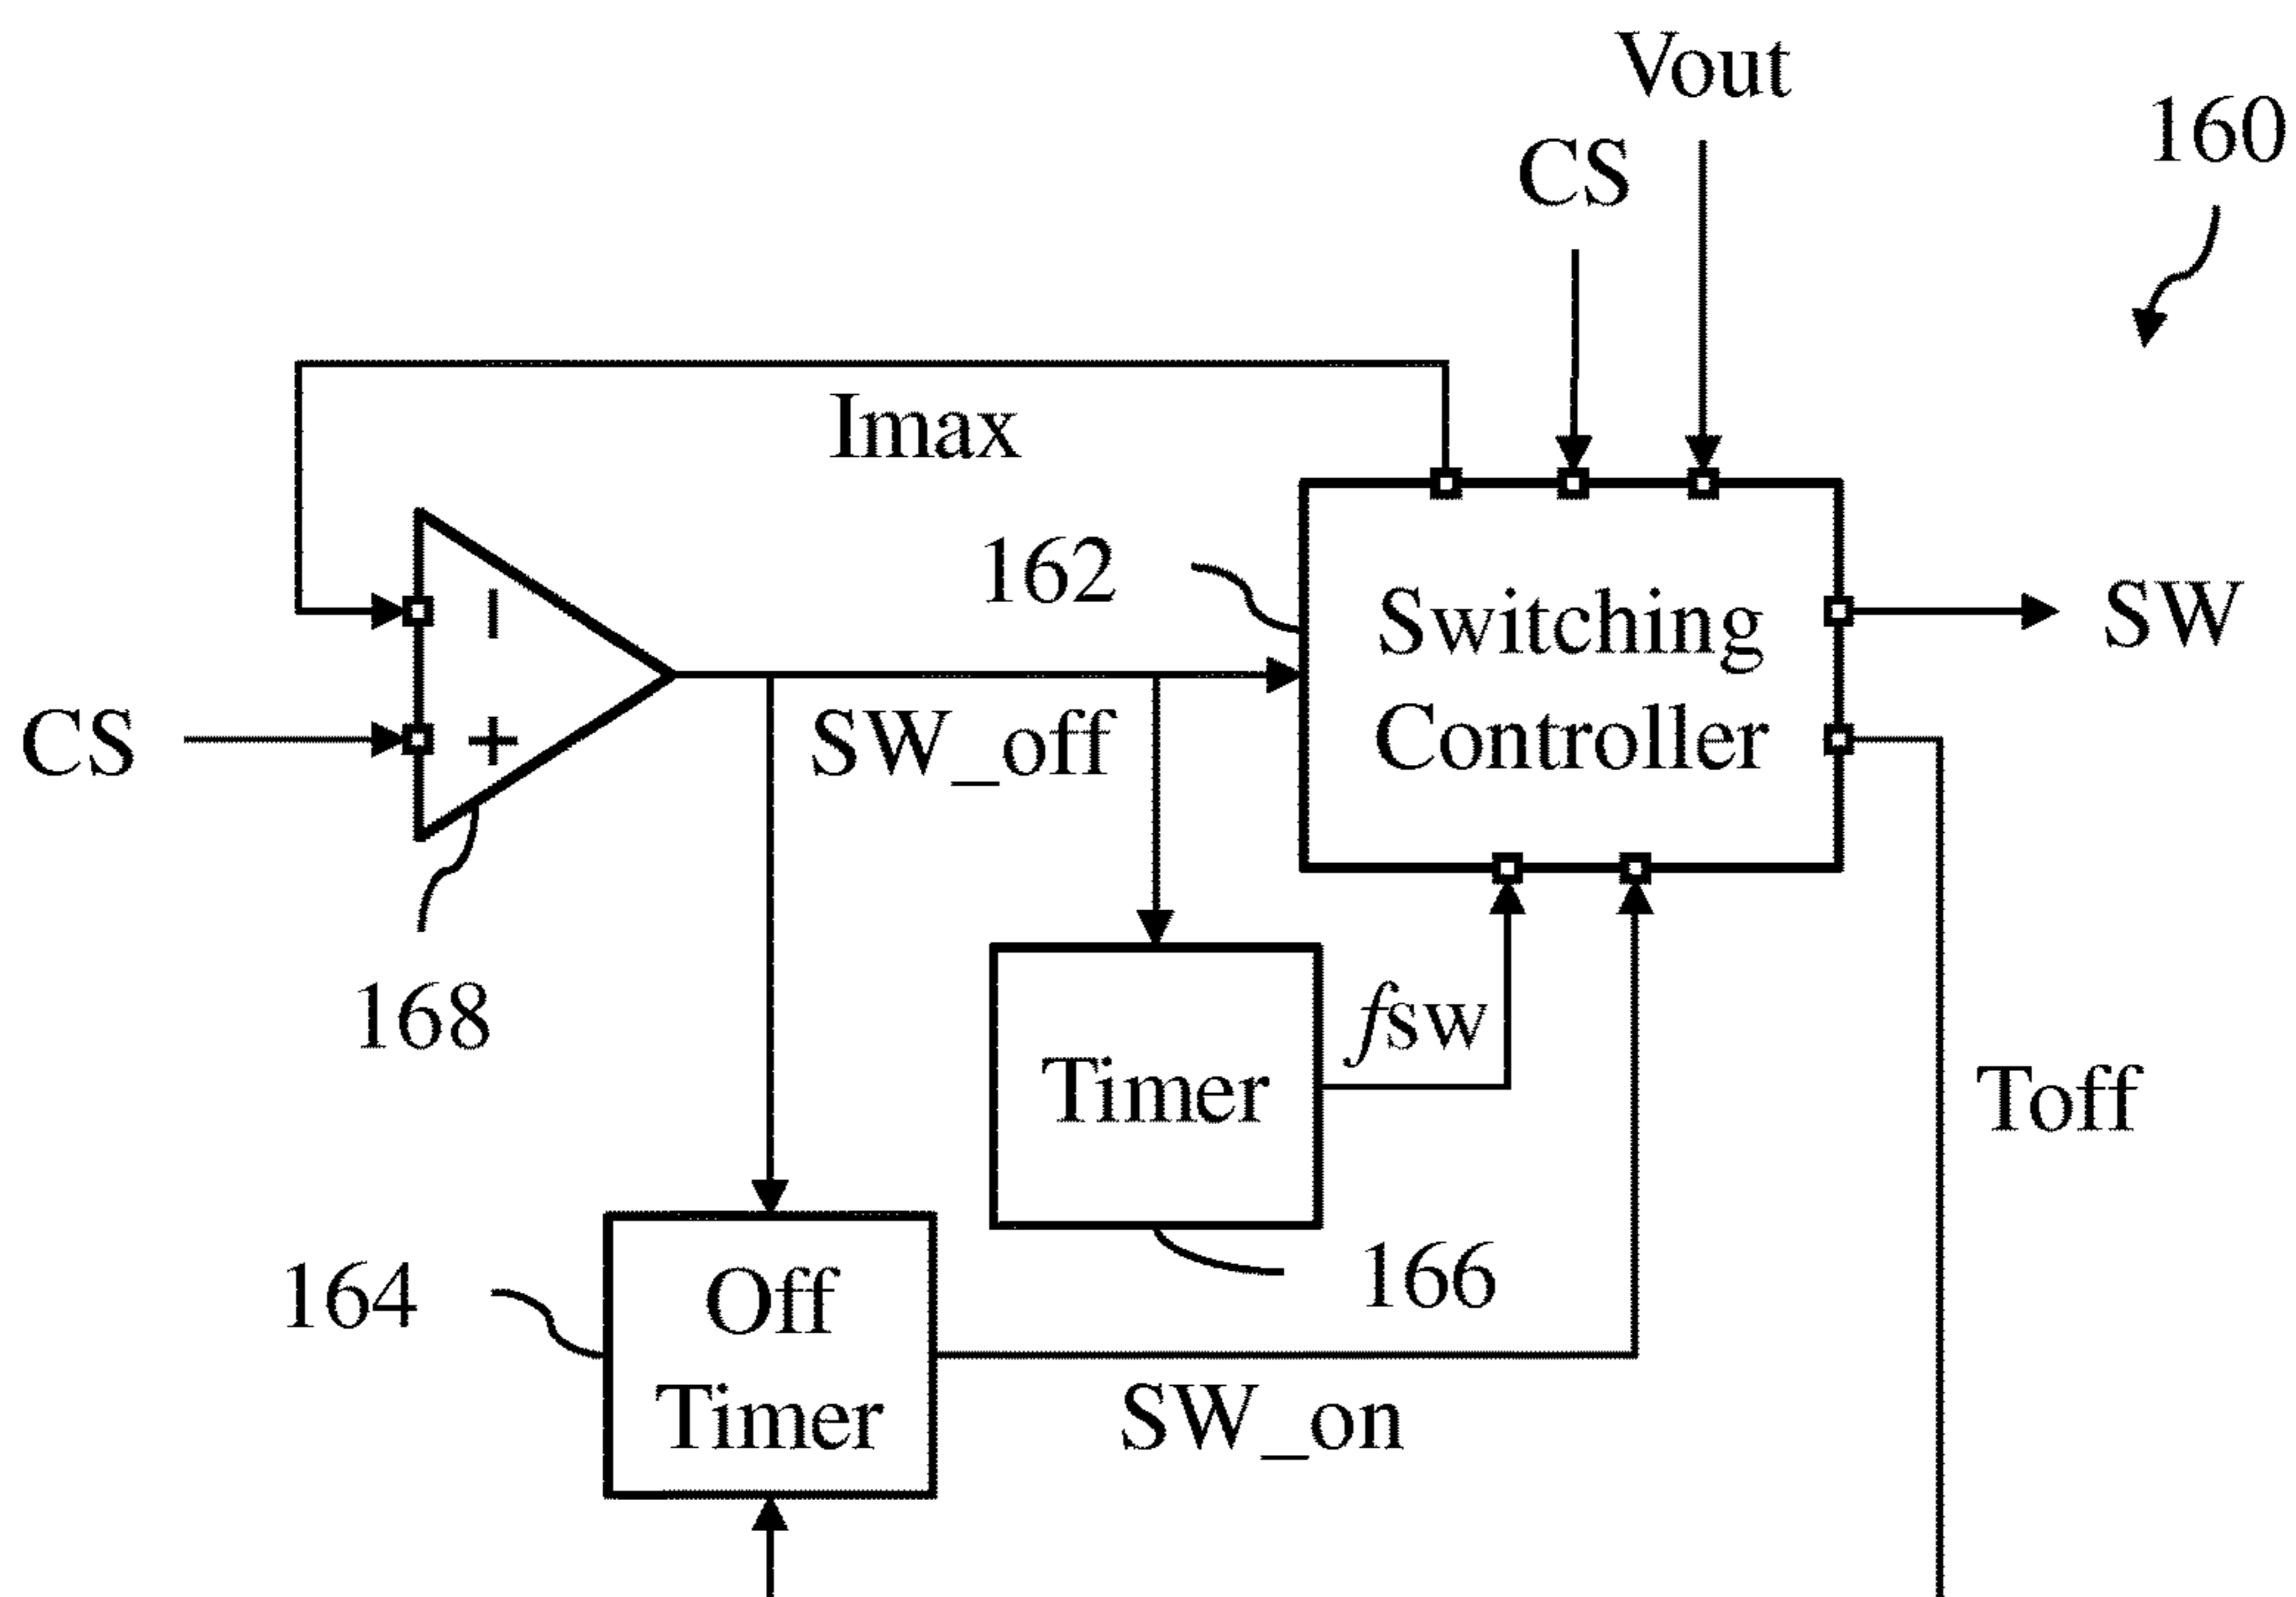 Vout
160
CS
Imax
162
Switching
Controller
SW
−
+
CS
SW_off
168
fsw
Timer
Toff
166
164
Off
Timer
SW_on